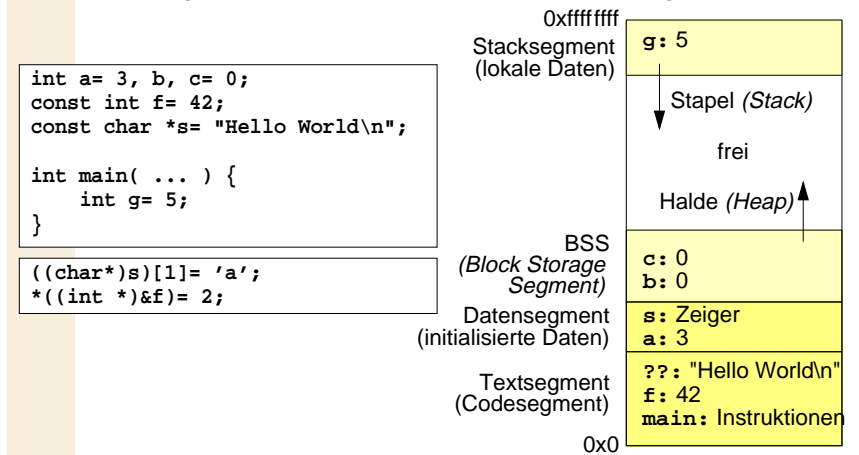 int a= 3, b, c= 0;
const int f= 42;
const char *s= "Hello World\n";
int main( ... ) {
int g= 5;
}
((char*)s)[1]= ’a’;
*((int *)&f)= 2;
0xffffffff
Stacksegment
(lokale Daten)
g: 5
Stapel (Stack)
frei
Halde (Heap)
BSS
(Block Storage
Segment)
c: 0
b: 0
Datensegment
(initialisierte Daten)
s: Zeiger
a: 3
Textsegment
(Codesegment)
??: "Hello World\n"
f: 42
main: Instruktionen
0x0